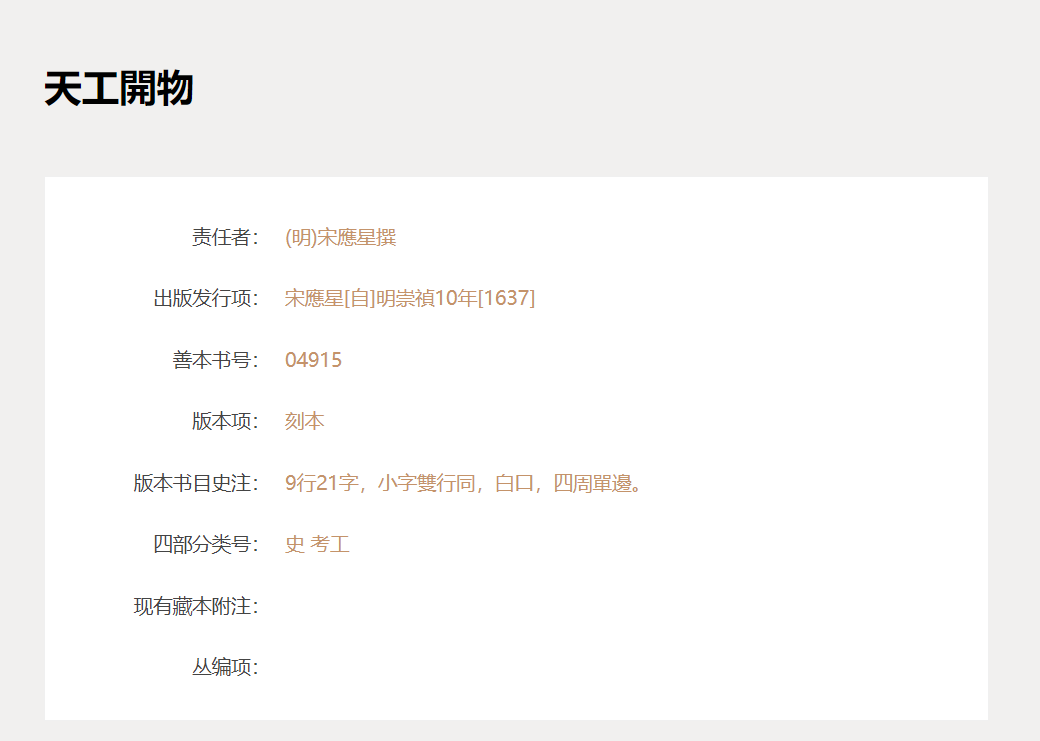 天工開物
责任者： (明)宋應星撰
出版发行项： 宋應星[自]明崇禎10年[1637]
善本书号： 04915
版本项： 刻本
版本书目史注： 9行21字，小字雙行同，白口，四周單邊。
四部分类号： 史 考工
现有藏本附注：
丛编项：